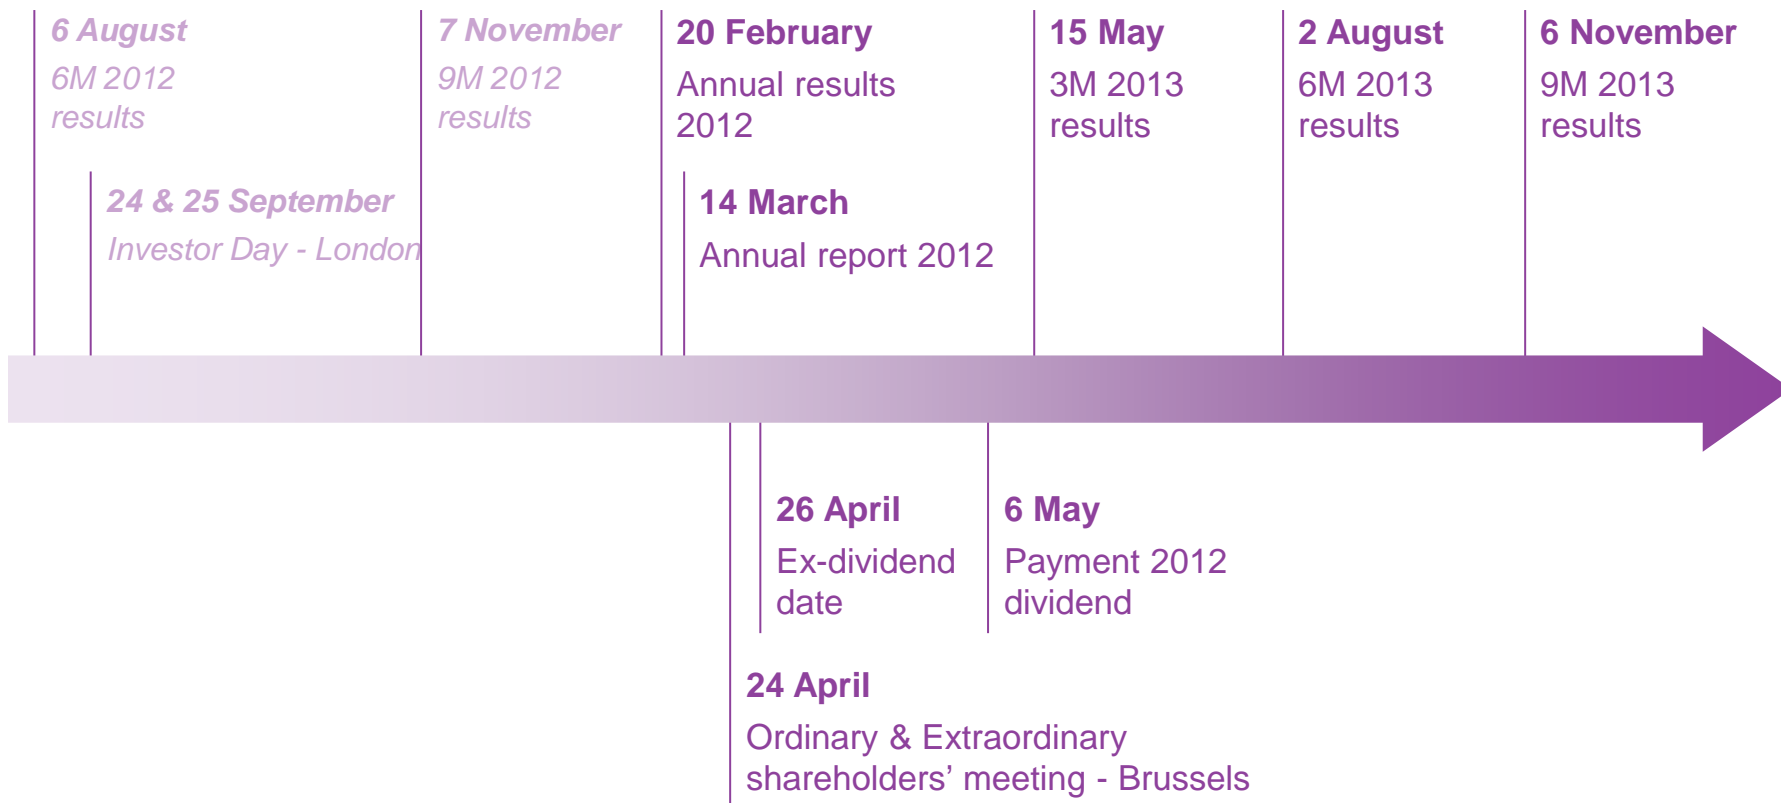 6 August
6M 2012
results
7 November
9M 2012
results
20 February
Annual results
2012
15 May
3M 2013
results
2 August
6M 2013
results
6 November
9M 2013
results
24 & 25 September
Investor Day - London
14 March
Annual report 2012
26 April
Ex-dividend
date
6 May
Payment 2012
dividend
24 April
Ordinary & Extraordinary
shareholders’ meeting - Brussels